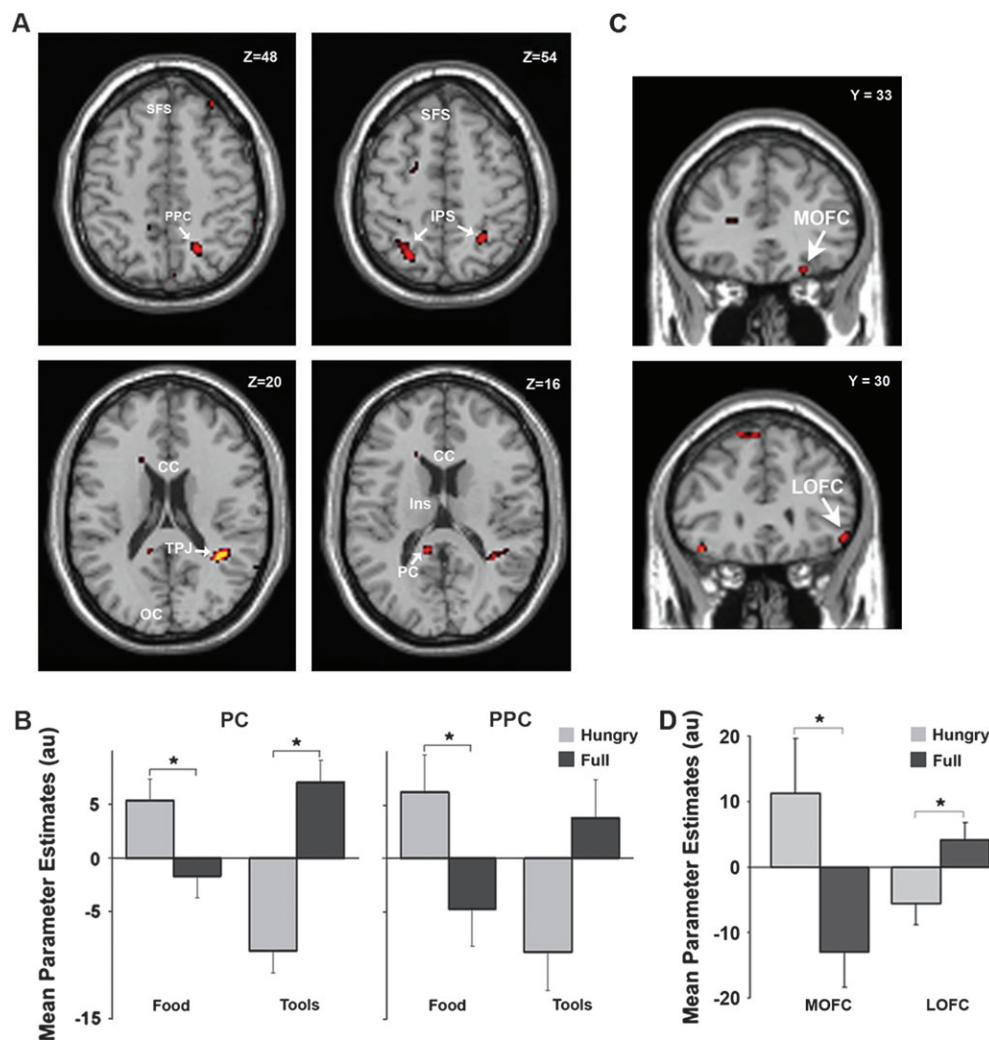 A
Z=48
SFS
PPC
Z=54
SFS
IPS
Z=20
CC
TPJ
OC
Z=16
CC
Ins
PC
C
Y = 33
MOFC
Y = 30
LOFC
B
PC
PPC
Hungry
Full
Mean Parameter Estimates (au)
5
0
-5
-15
*
*
*
Food
Tools
Food
Tools
D
Hungry
Full
Mean Parameter Estimates (au)
20
10
0
-10
-20
*
*
MOFC
LOFC